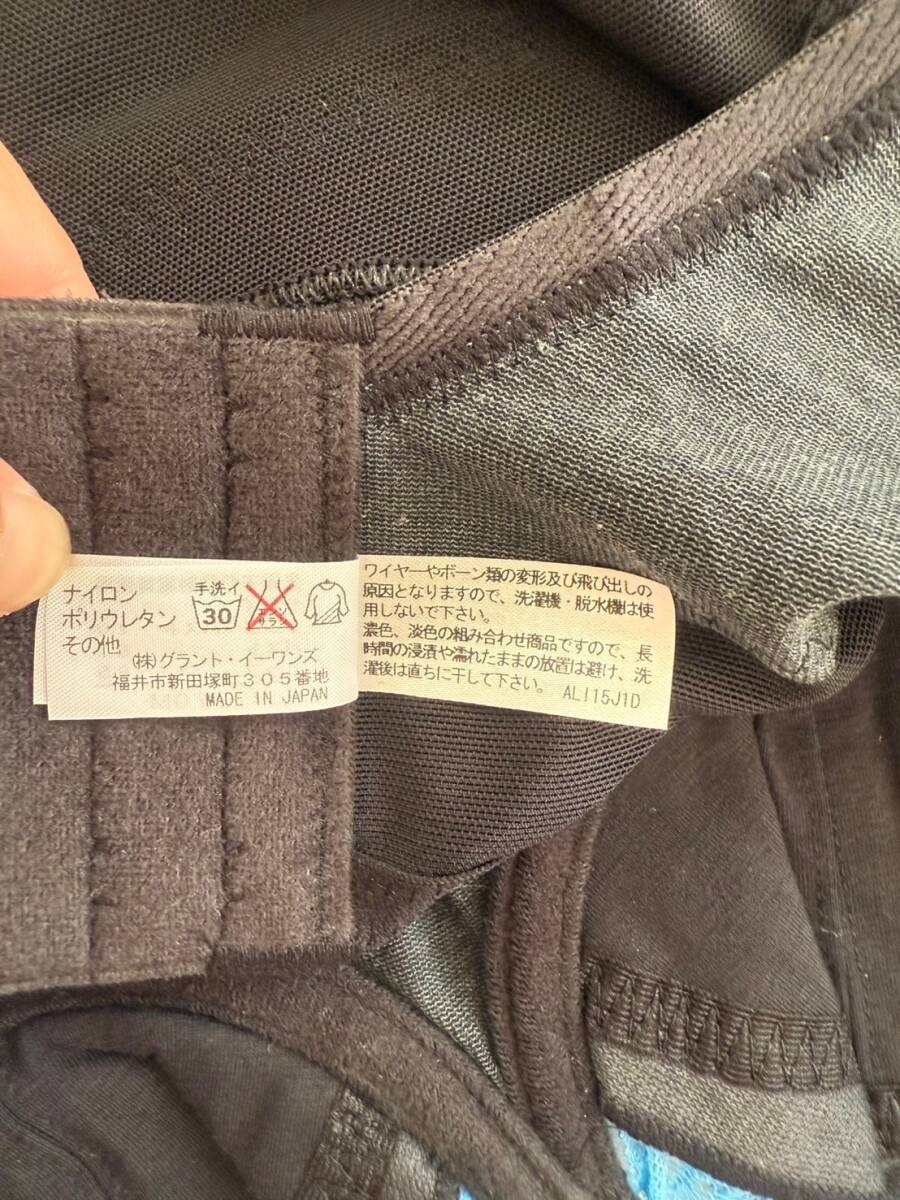 ナイロン
ポリウレタン
その他
手洗イ
30
エンソ
サラシ
(株)グラント・イーワンズ
福井市新田塚町305番地
MADE IN JAPAN
ワイヤーやボーン類の変形及び飛び出しの
原因となりますので、洗濯機・脱水機は使
用しないで下さい。
濃色、淡色の組み合わせ商品ですので、長
時間の浸漬や濡れたままの放置は避け、洗
濯後は直ちに干して下さい。 ALI15J1D